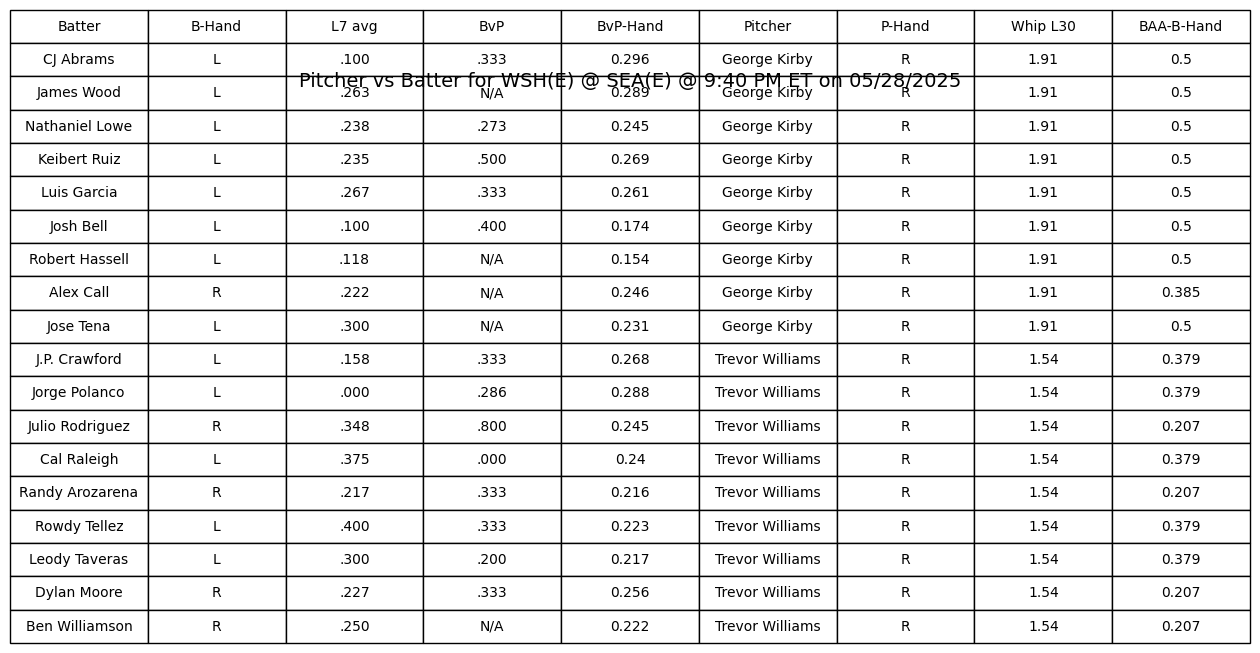 Batter B-Hand L7 avg BvP BvP-Hand Pitcher P-Hand Whip L30 BAA-B-Hand
CJ Abrams L .100 .333 0.296 George Kirby R 1.91 0.5
Pitcher vs Batter for WSH(E) @ SEA(E) @ 9:40 PM ET on 05/28/2025
James Wood L .263 N/A 0.289 George Kirby R 1.91 0.5
Nathaniel Lowe L .238 .273 0.245 George Kirby R 1.91 0.5
Keibert Ruiz L .235 .500 0.269 George Kirby R 1.91 0.5
Luis Garcia L .267 .333 0.261 George Kirby R 1.91 0.5
Josh Bell L .100 .400 0.174 George Kirby R 1.91 0.5
Robert Hassell L .118 N/A 0.154 George Kirby R 1.91 0.5
Alex Call R .222 N/A 0.246 George Kirby R 1.91 0.385
Jose Tena L .300 N/A 0.231 George Kirby R 1.91 0.5
J.P. Crawford L .158 .333 0.268 Trevor Williams R 1.54 0.379
Jorge Polanco L .000 .286 0.288 Trevor Williams R 1.54 0.379
Julio Rodriguez R .348 .800 0.245 Trevor Williams R 1.54 0.207
Cal Raleigh L .375 .000 0.24 Trevor Williams R 1.54 0.379
Randy Arozarena R .217 .333 0.216 Trevor Williams R 1.54 0.207
Rowdy Tellez L .400 .333 0.223 Trevor Williams R 1.54 0.379
Leody Taveras L .300 .200 0.217 Trevor Williams R 1.54 0.379
Dylan Moore R .227 .333 0.256 Trevor Williams R 1.54 0.207
Ben Williamson R .250 N/A 0.222 Trevor Williams R 1.54 0.207